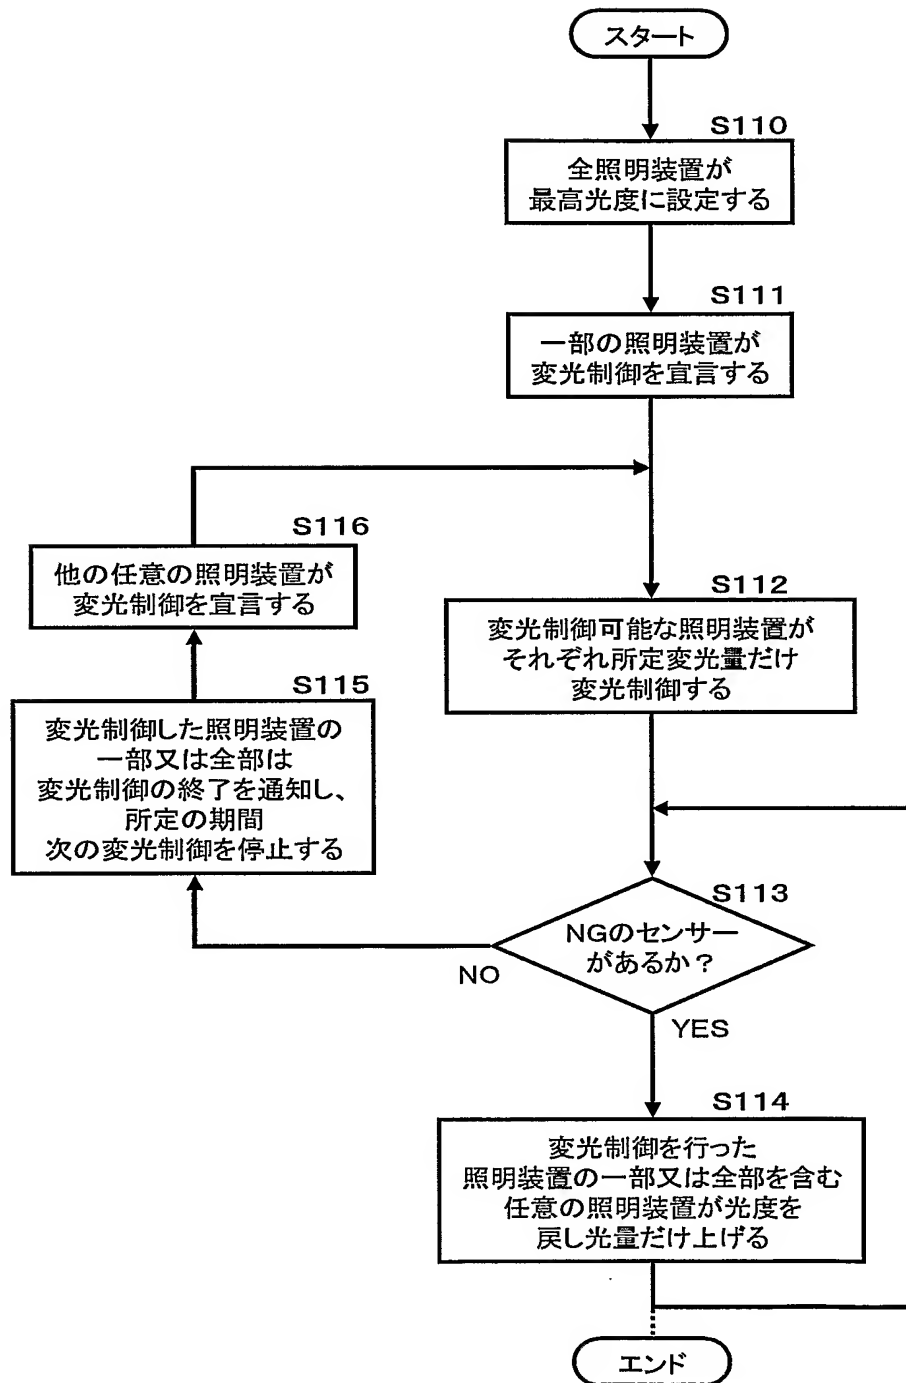 スタート
S110
全照明装置が
最高光度に設定する
S111
一部の照明装置が
変光制御を宣言する
S116
他の任意の照明装置が
変光制御を宣言する
S112
変光制御可能な照明装置が
それぞれ所定変光量だけ
変光制御する
S115
変光制御した照明装置の
一部又は全部は
変光制御の終了を通知し、
所定の期間
次の変光制御を停止する
S113
NGのセンサー
があるか？
NO
YES
S114
変光制御を行った
照明装置の一部又は全部を含む
任意の照明装置が光度を
戻し光量だけ上げる
エンド